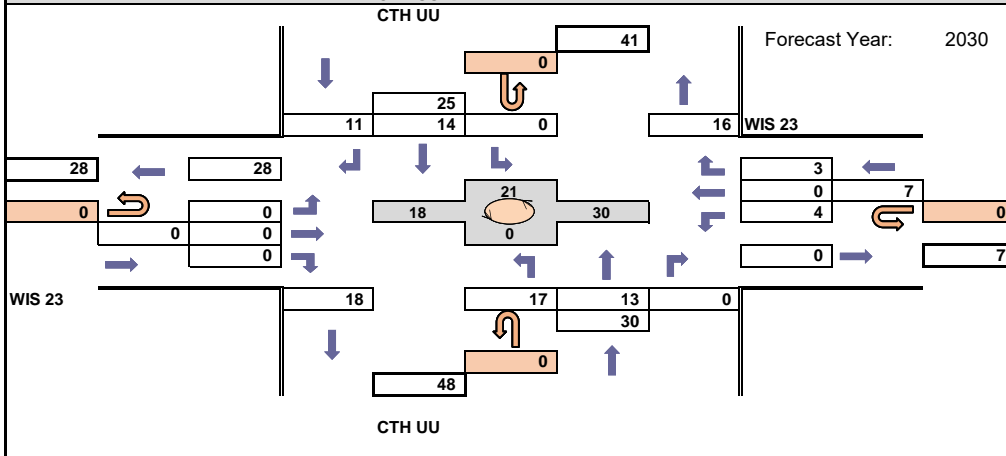 CTH UU
41
Forecast Year: 2030
0
25
11 14 0 16 WIS 23
28 28 3
21 0 7
0 0 18 30 4 0
0 0 0
0 0 7
WIS 23 18 17 13 0
30
0
48
CTH UU